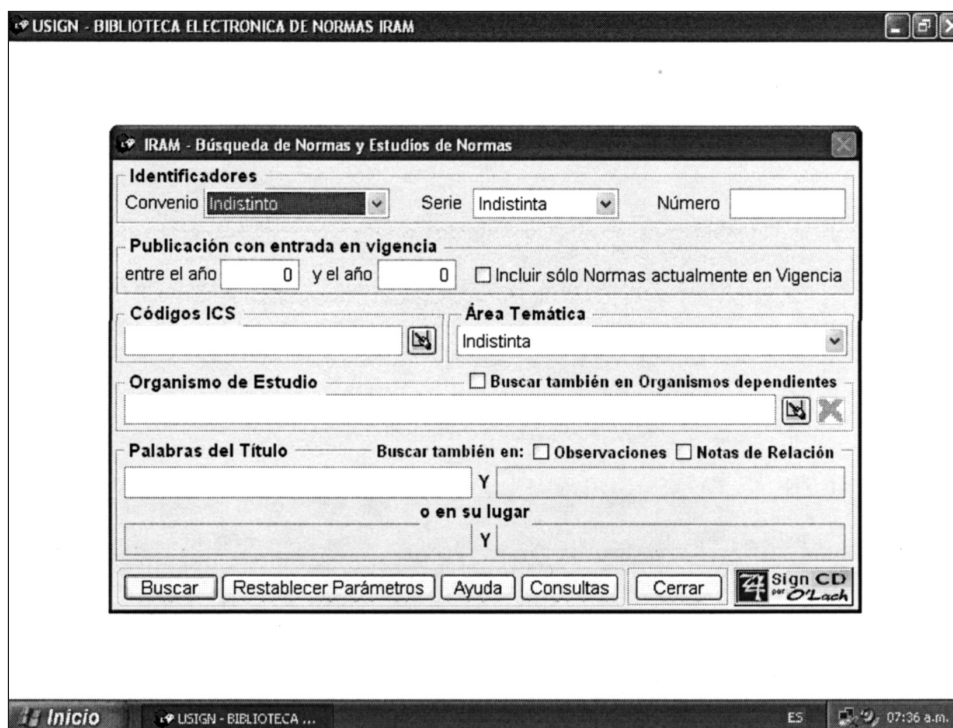 USIGN - BIBLIOTECA ELECTRONICA DE NORMAS IRAM
IRAM - Búsqueda de Normas y Estudios de Normas
Identificadores
Convenio Indistinto Serie Indistinta Número
Publicación con entrada en vigencia
entre el año 0 y el año 0 Incluir sólo Normas actualmente en Vigencia
Códigos ICS Área Temática
Indistinta
Organismo de Estudio Buscar también en Organismos dependientes
Palabras del Título Buscar también en: Observaciones Notas de Relación
Y
o en su lugar
Y
Buscar Restablecer Parámetros Ayuda Consultas Cerrar Sign CD
por O'Lach
Inicio USIGN - BIBLIOTECA ... ES 07:36 a.m.